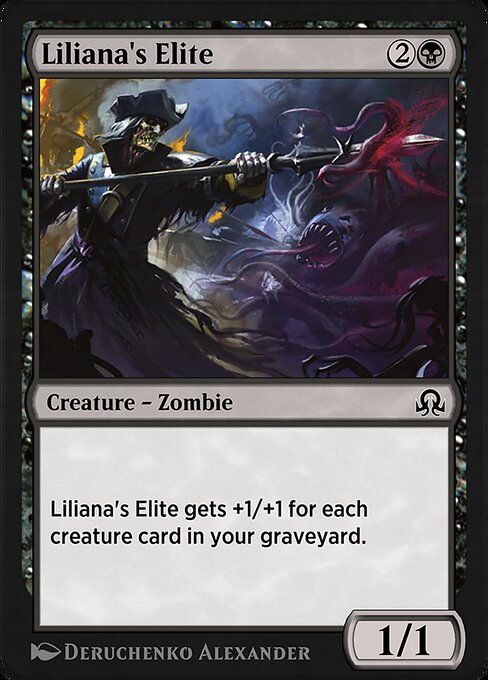 Liliana's Elite 2
Creature – Zombie
Liliana's Elite gets +1/+1 for each
creature card in your graveyard.
1/1
Deruchenko Alexander